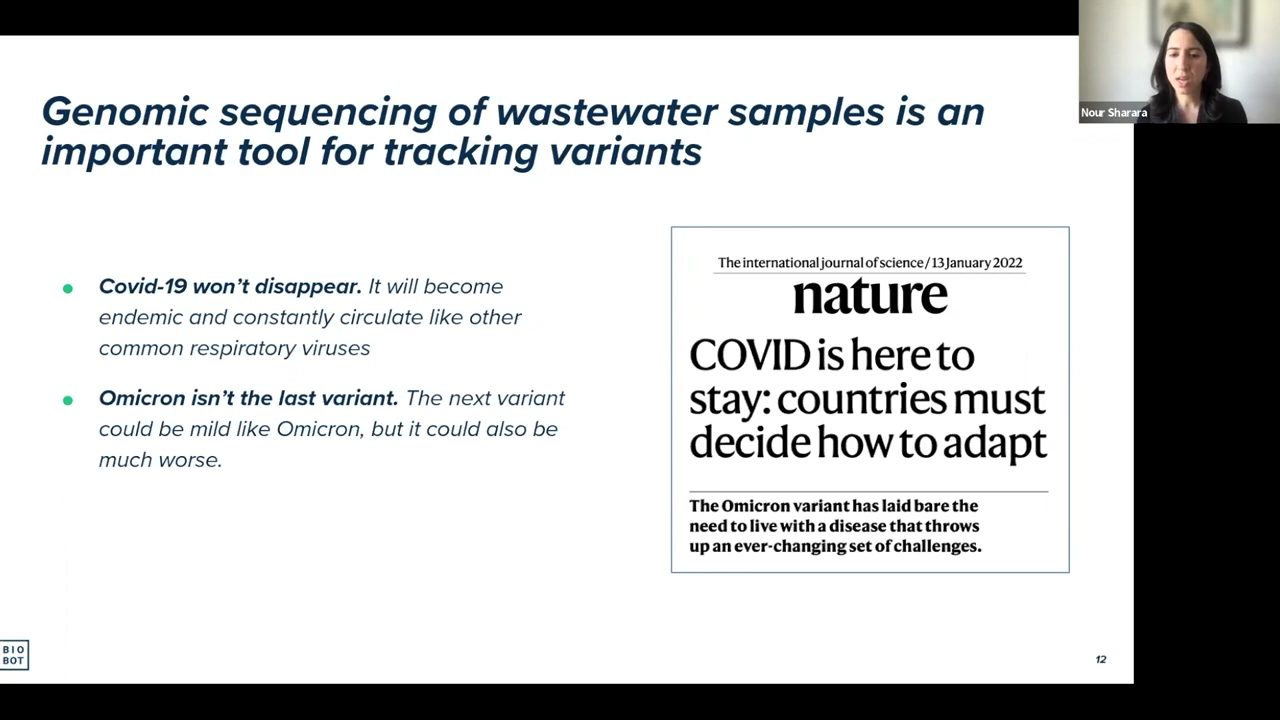 Genomic sequencing of wastewater samples is an
important tool for tracking variants
Covid-19 won’t disappear. It will become
endemic and constantly circulate like other
common respiratory viruses
Omicron isn’t the last variant. The next variant
could be mild like Omicron, but it could also be
much worse.
The international journal of science / 13 January 2022
nature
COVID is here to
stay: countries must
decide how to adapt
The Omicron variant has laid bare the
need to live with a disease that throws
up an ever-changing set of challenges.
Nour Sharara
BIO
BOT
12